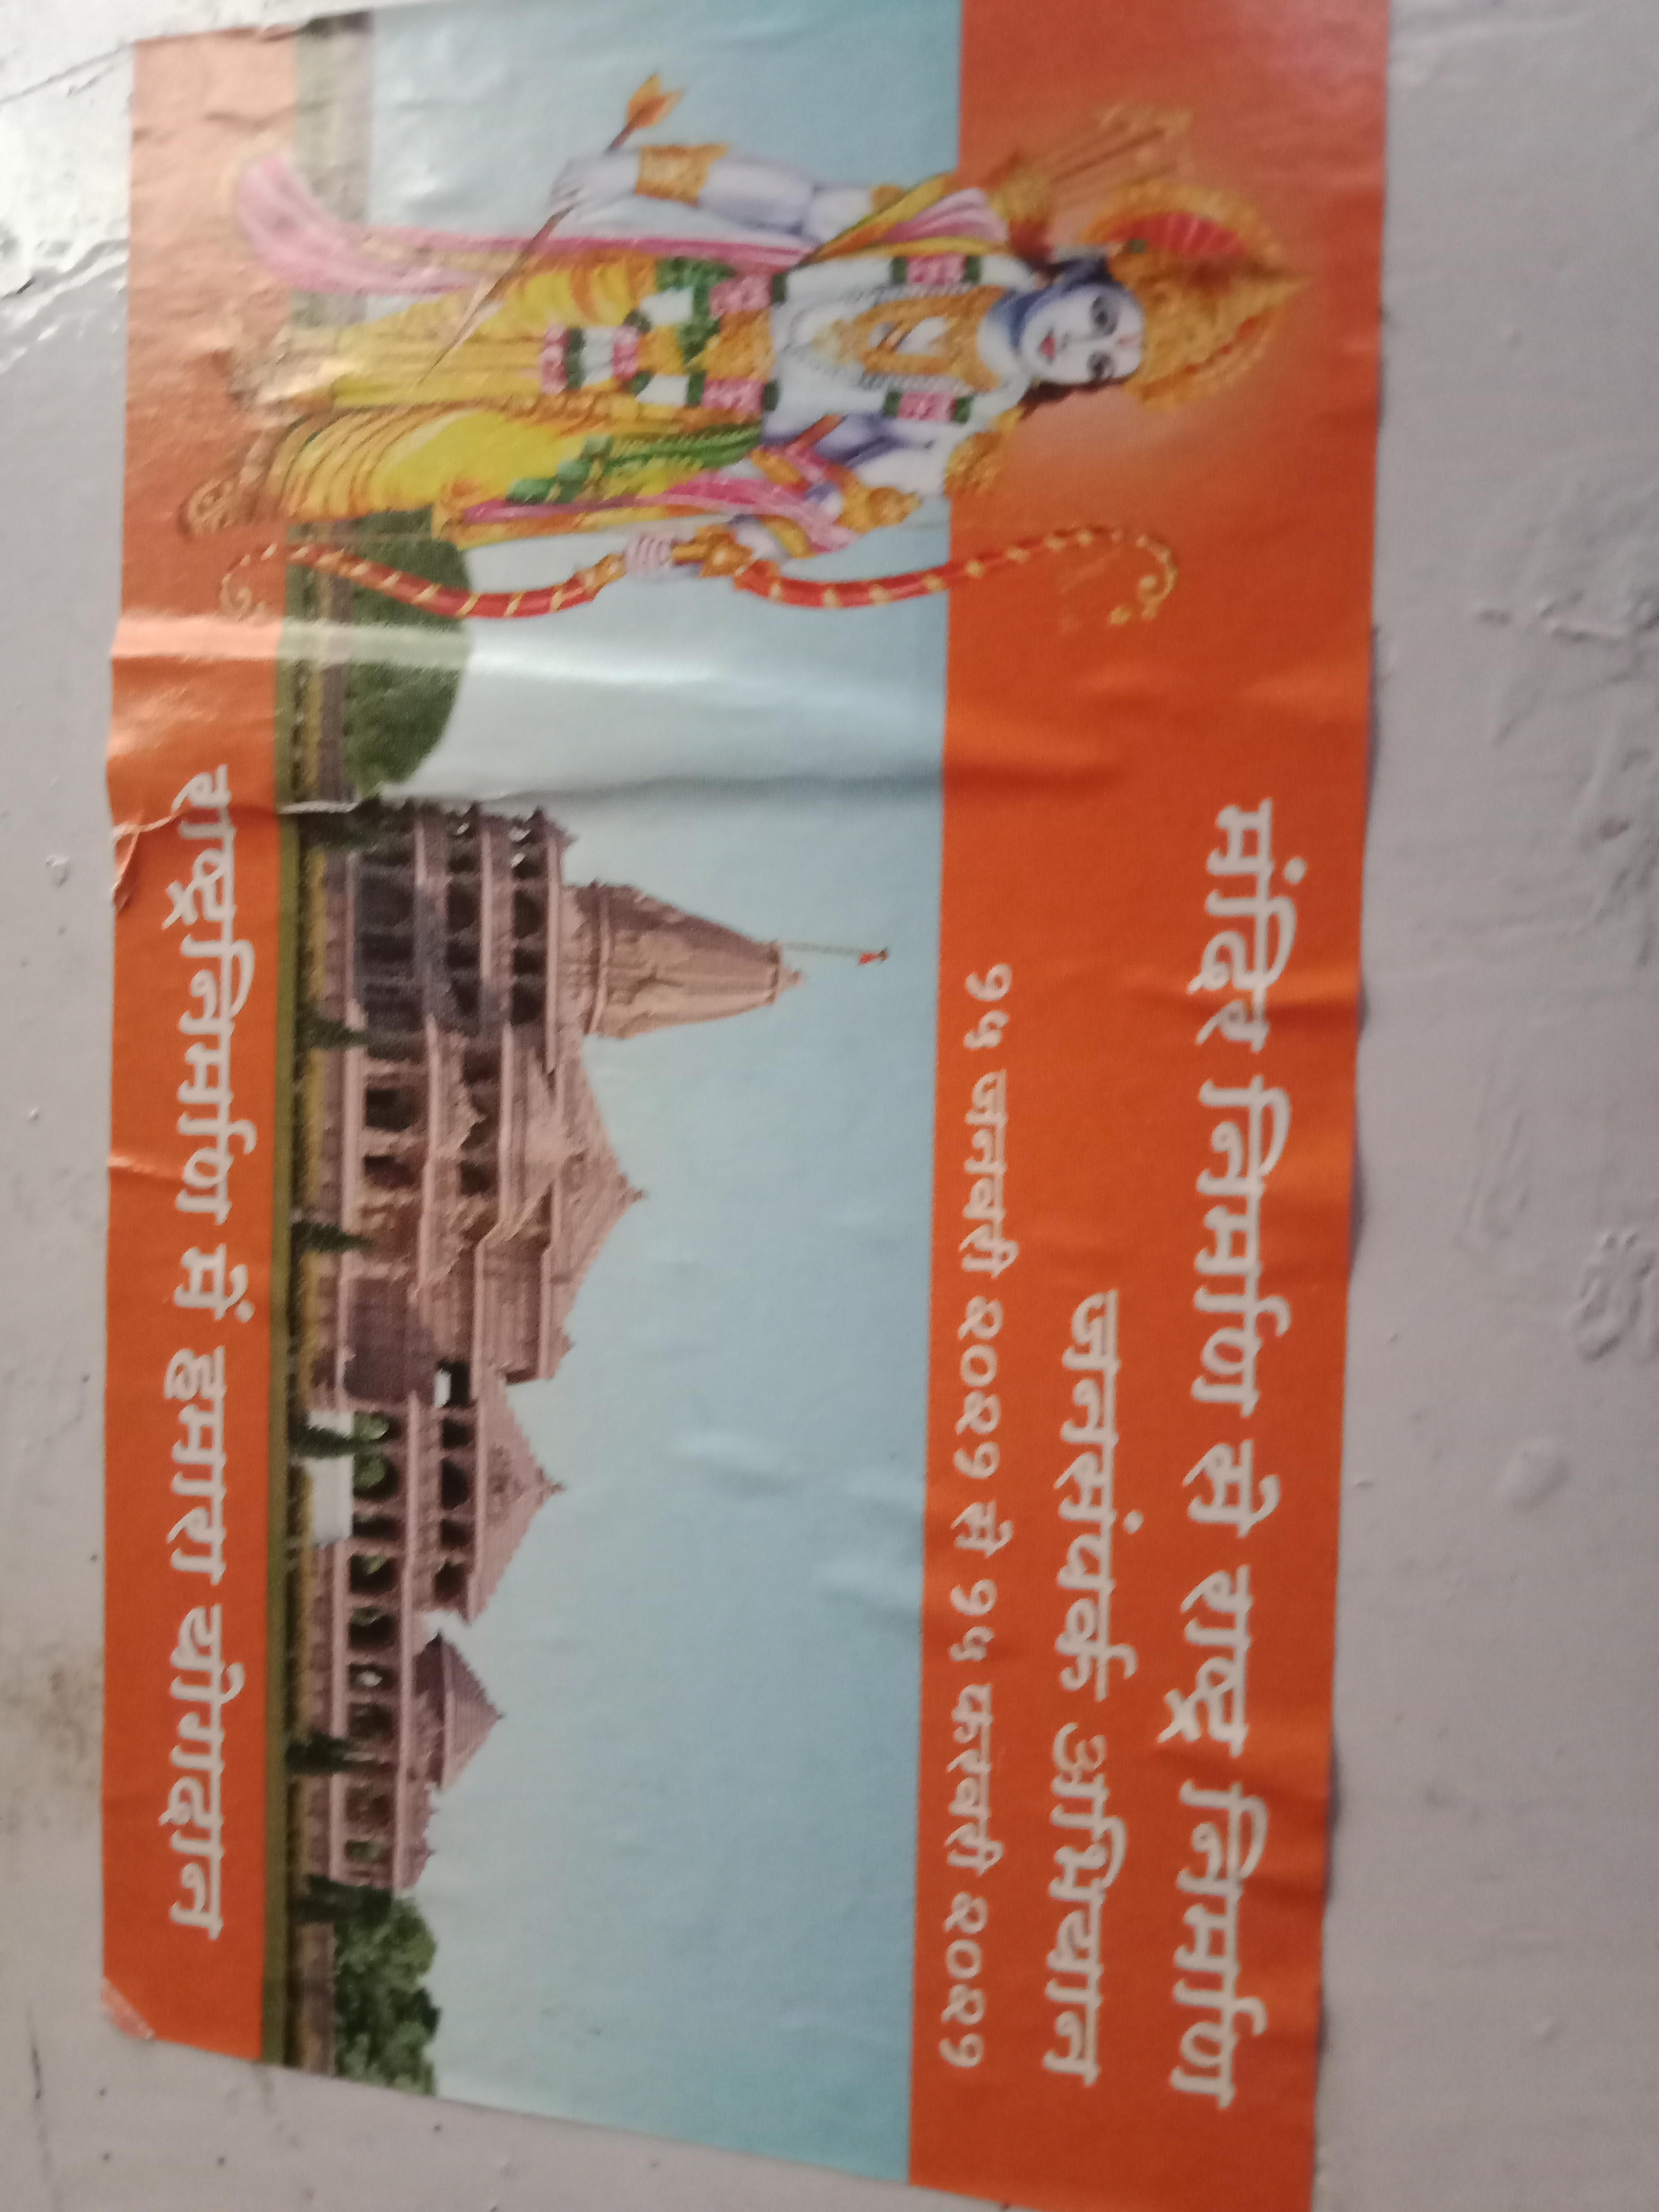 मंदिर निर्माण से राष्ट्र निर्माण
जनसंपर्क अभियान
१५ जनवरी २०२१ से १५ फरवरी २०२१
राष्ट्रनिर्माण में हमारा योगदान